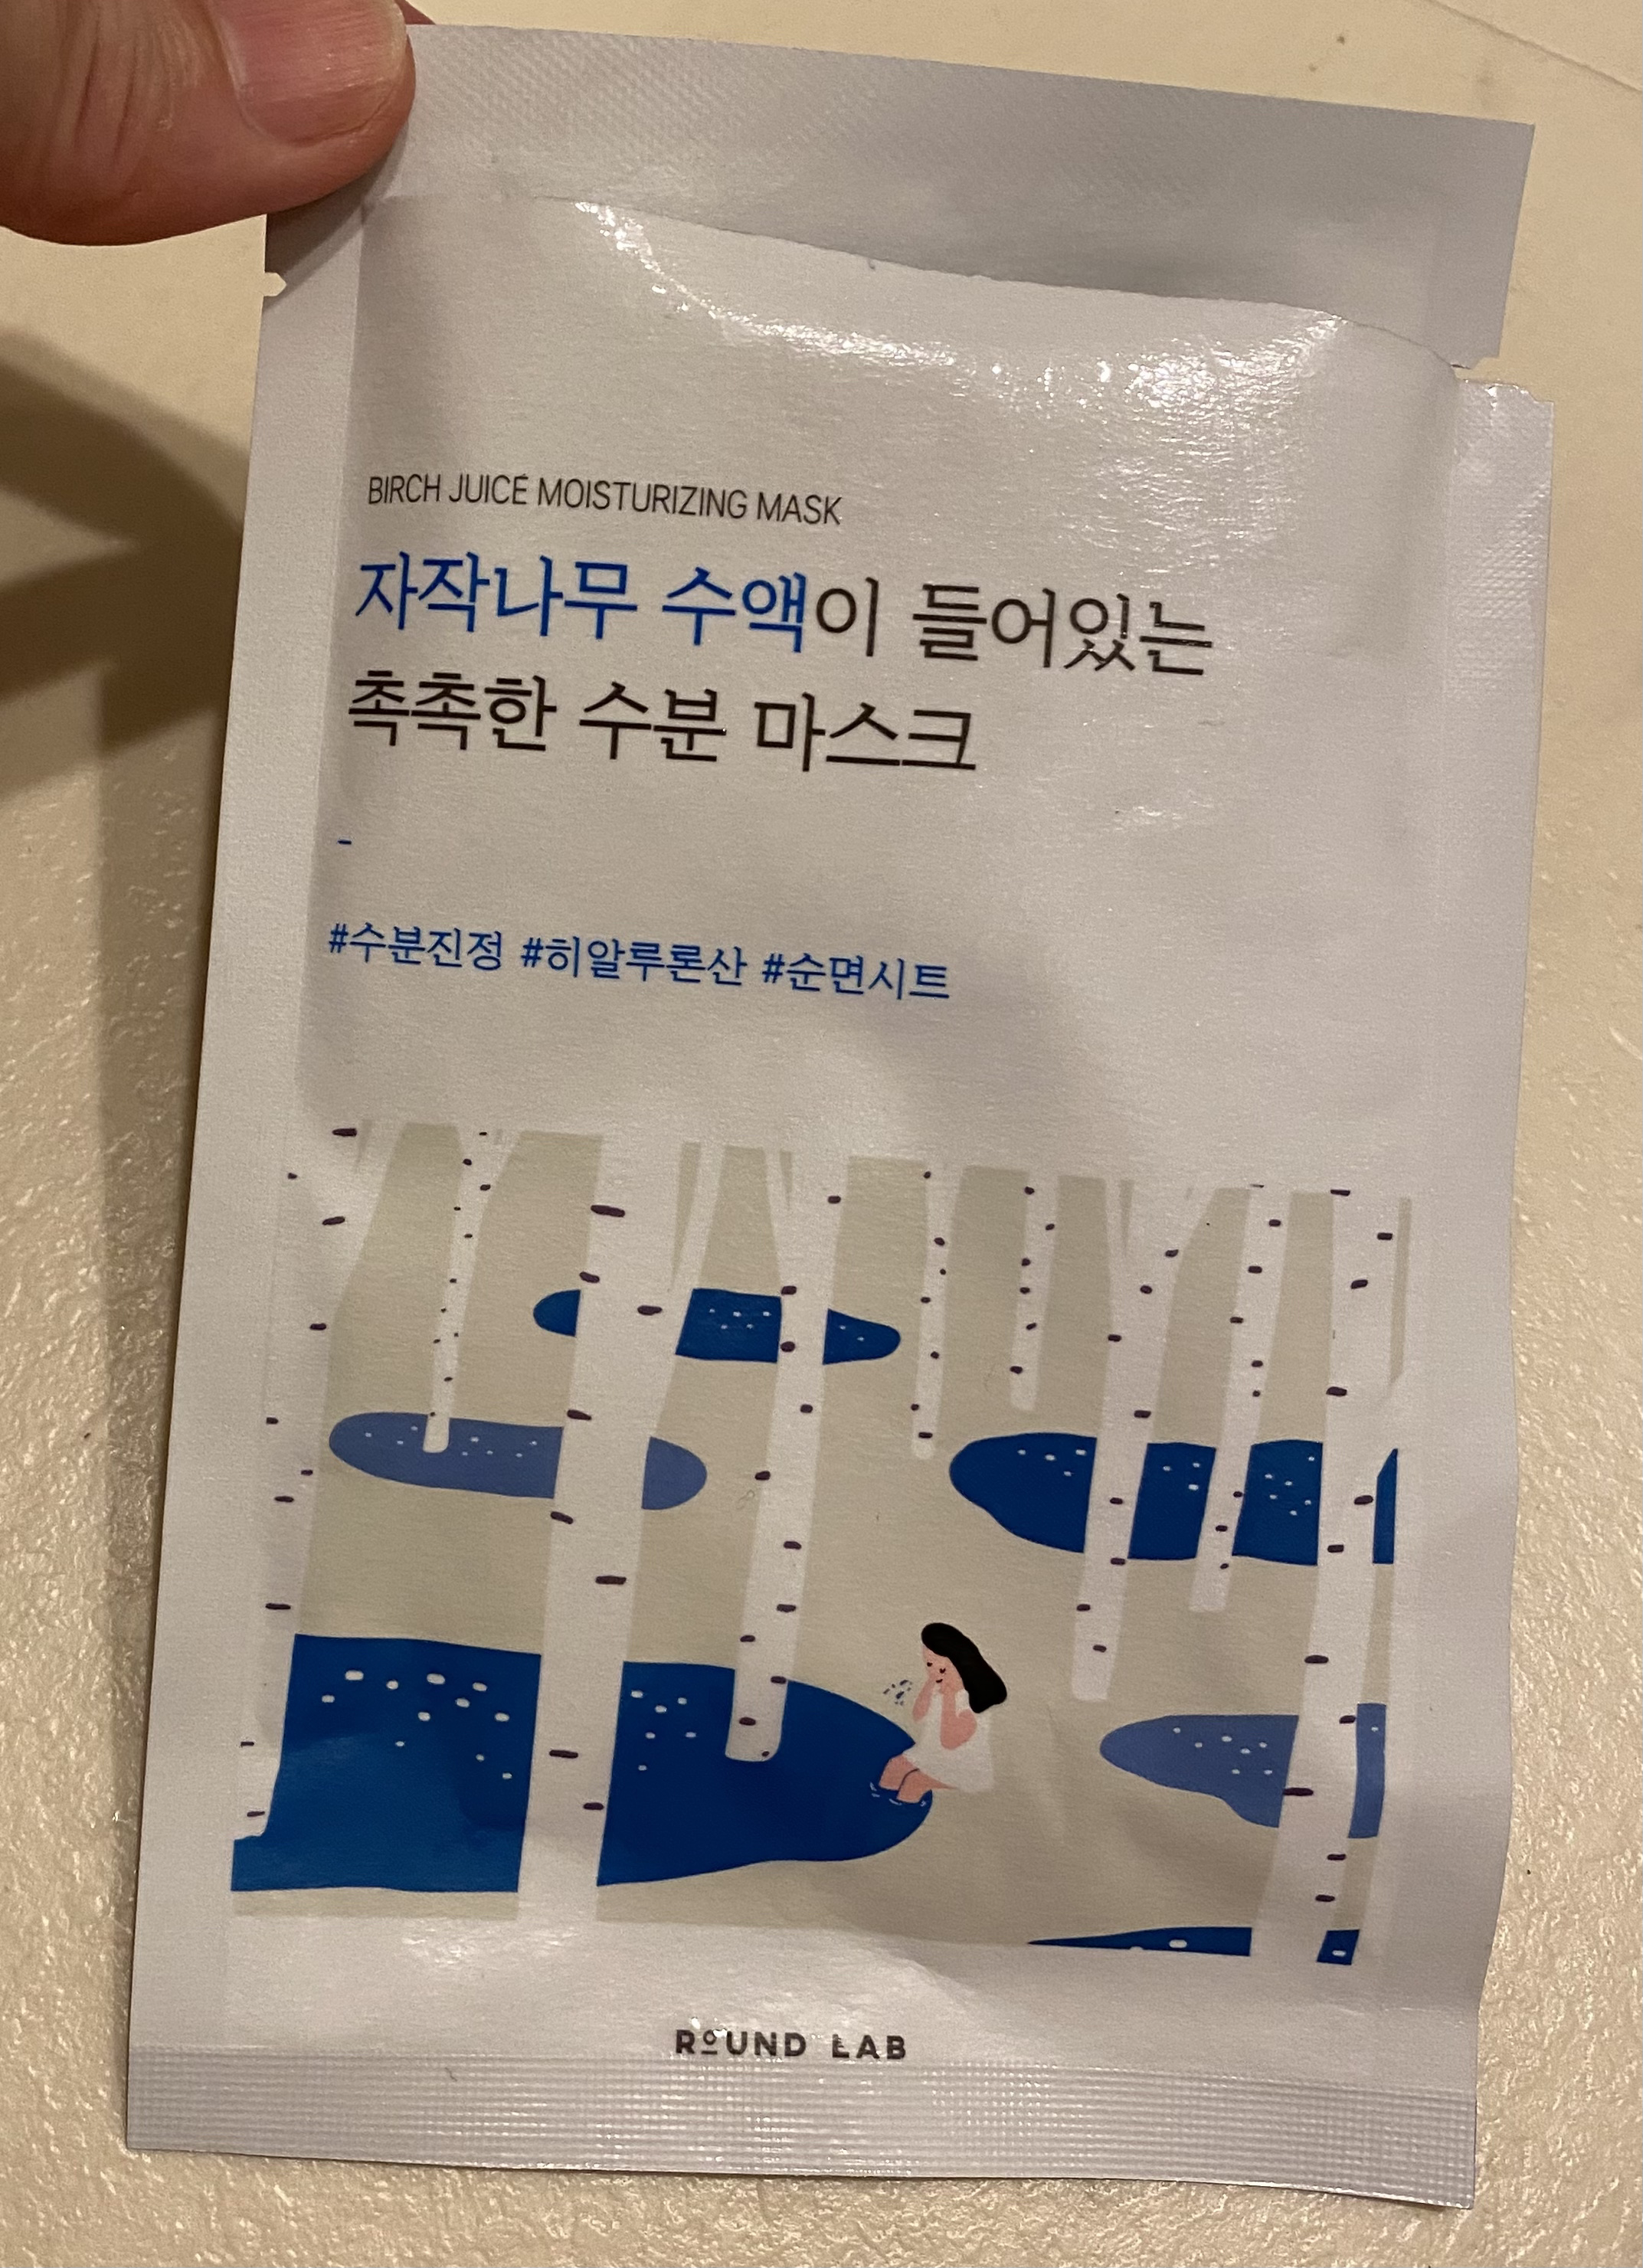 BIRCH JUICE MOISTURIZING MASK
자작나무 수액이 들어있는
촉촉한 수분 마스크
-
#수분진정 #히알루론산 #순면시트
ROUND LAB